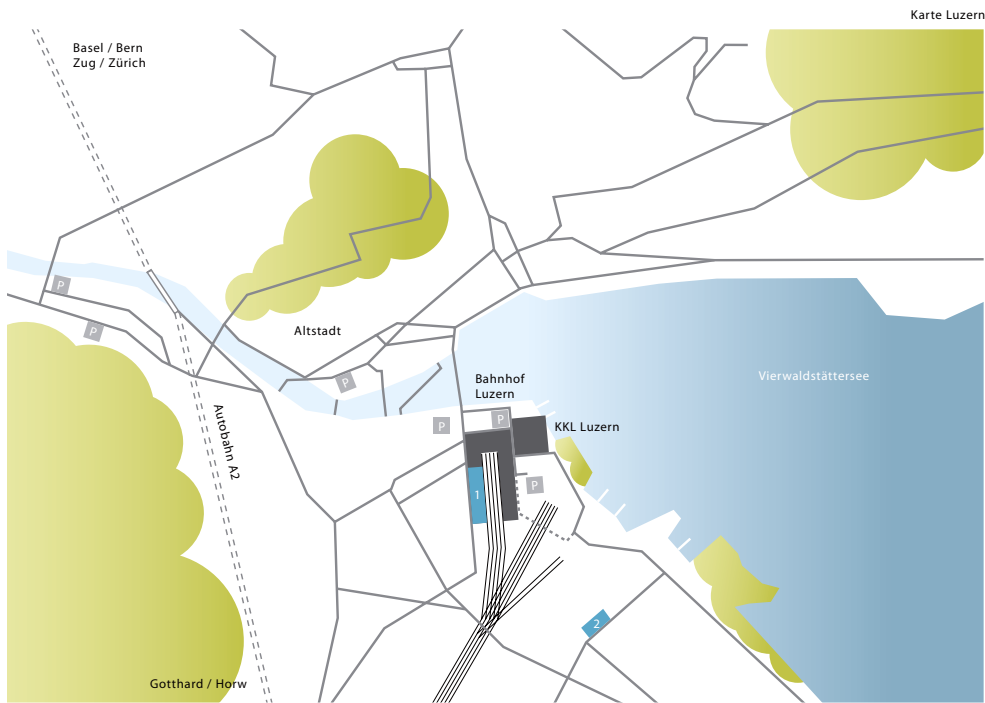 Karte Luzern
Basel / Bern
Zug / Zürich
P
P
Altstadt
Vierwaldstättersee
P
Bahnhof
Luzern
P
P
KKL Luzern
Autobahn A2
1
P
2
Gotthard / Horw